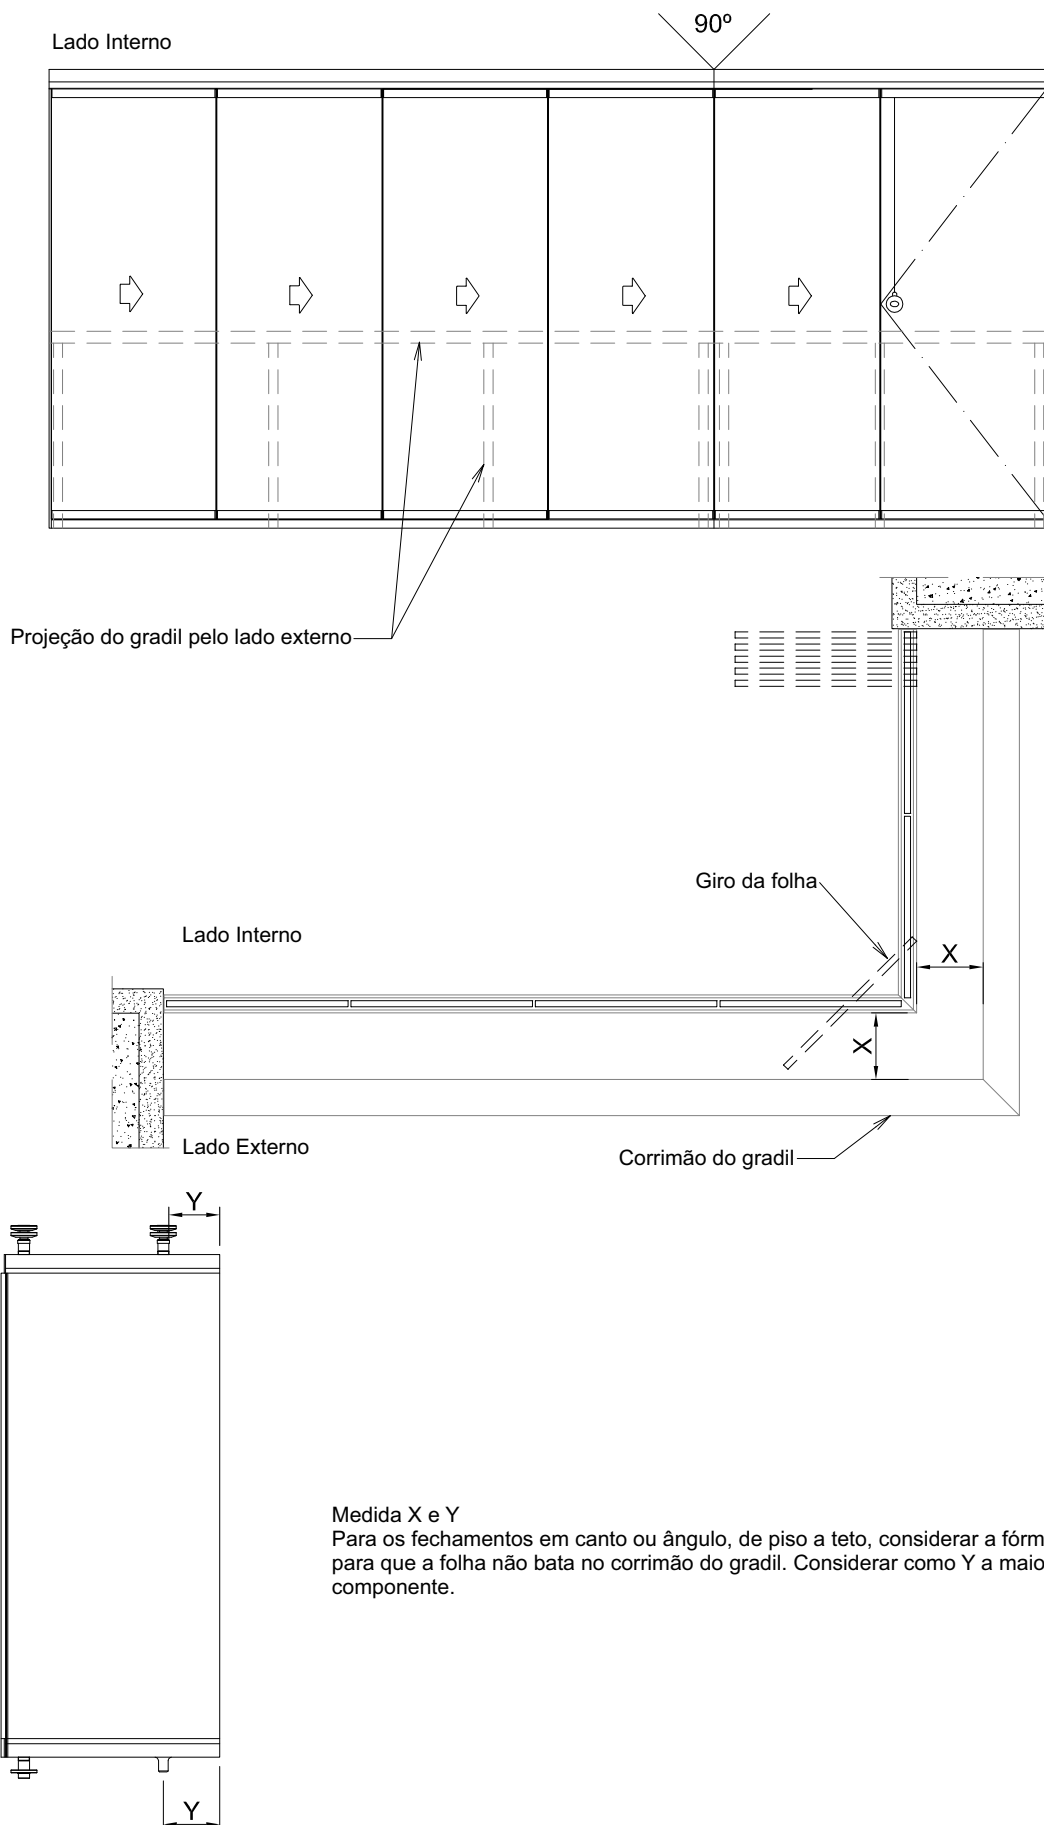 90º
Lado Interno
Projeção do gradil pelo lado externo
Giro da folha
Lado Interno
X
X
Lado Externo
Corrimão do gradil
Y
Medida X e Y
Para os fechamentos em canto ou ângulo, de piso a teto, considerar a
para que a folha não bata no corrimão do gradil. Considerar como Y a
componente.
Y